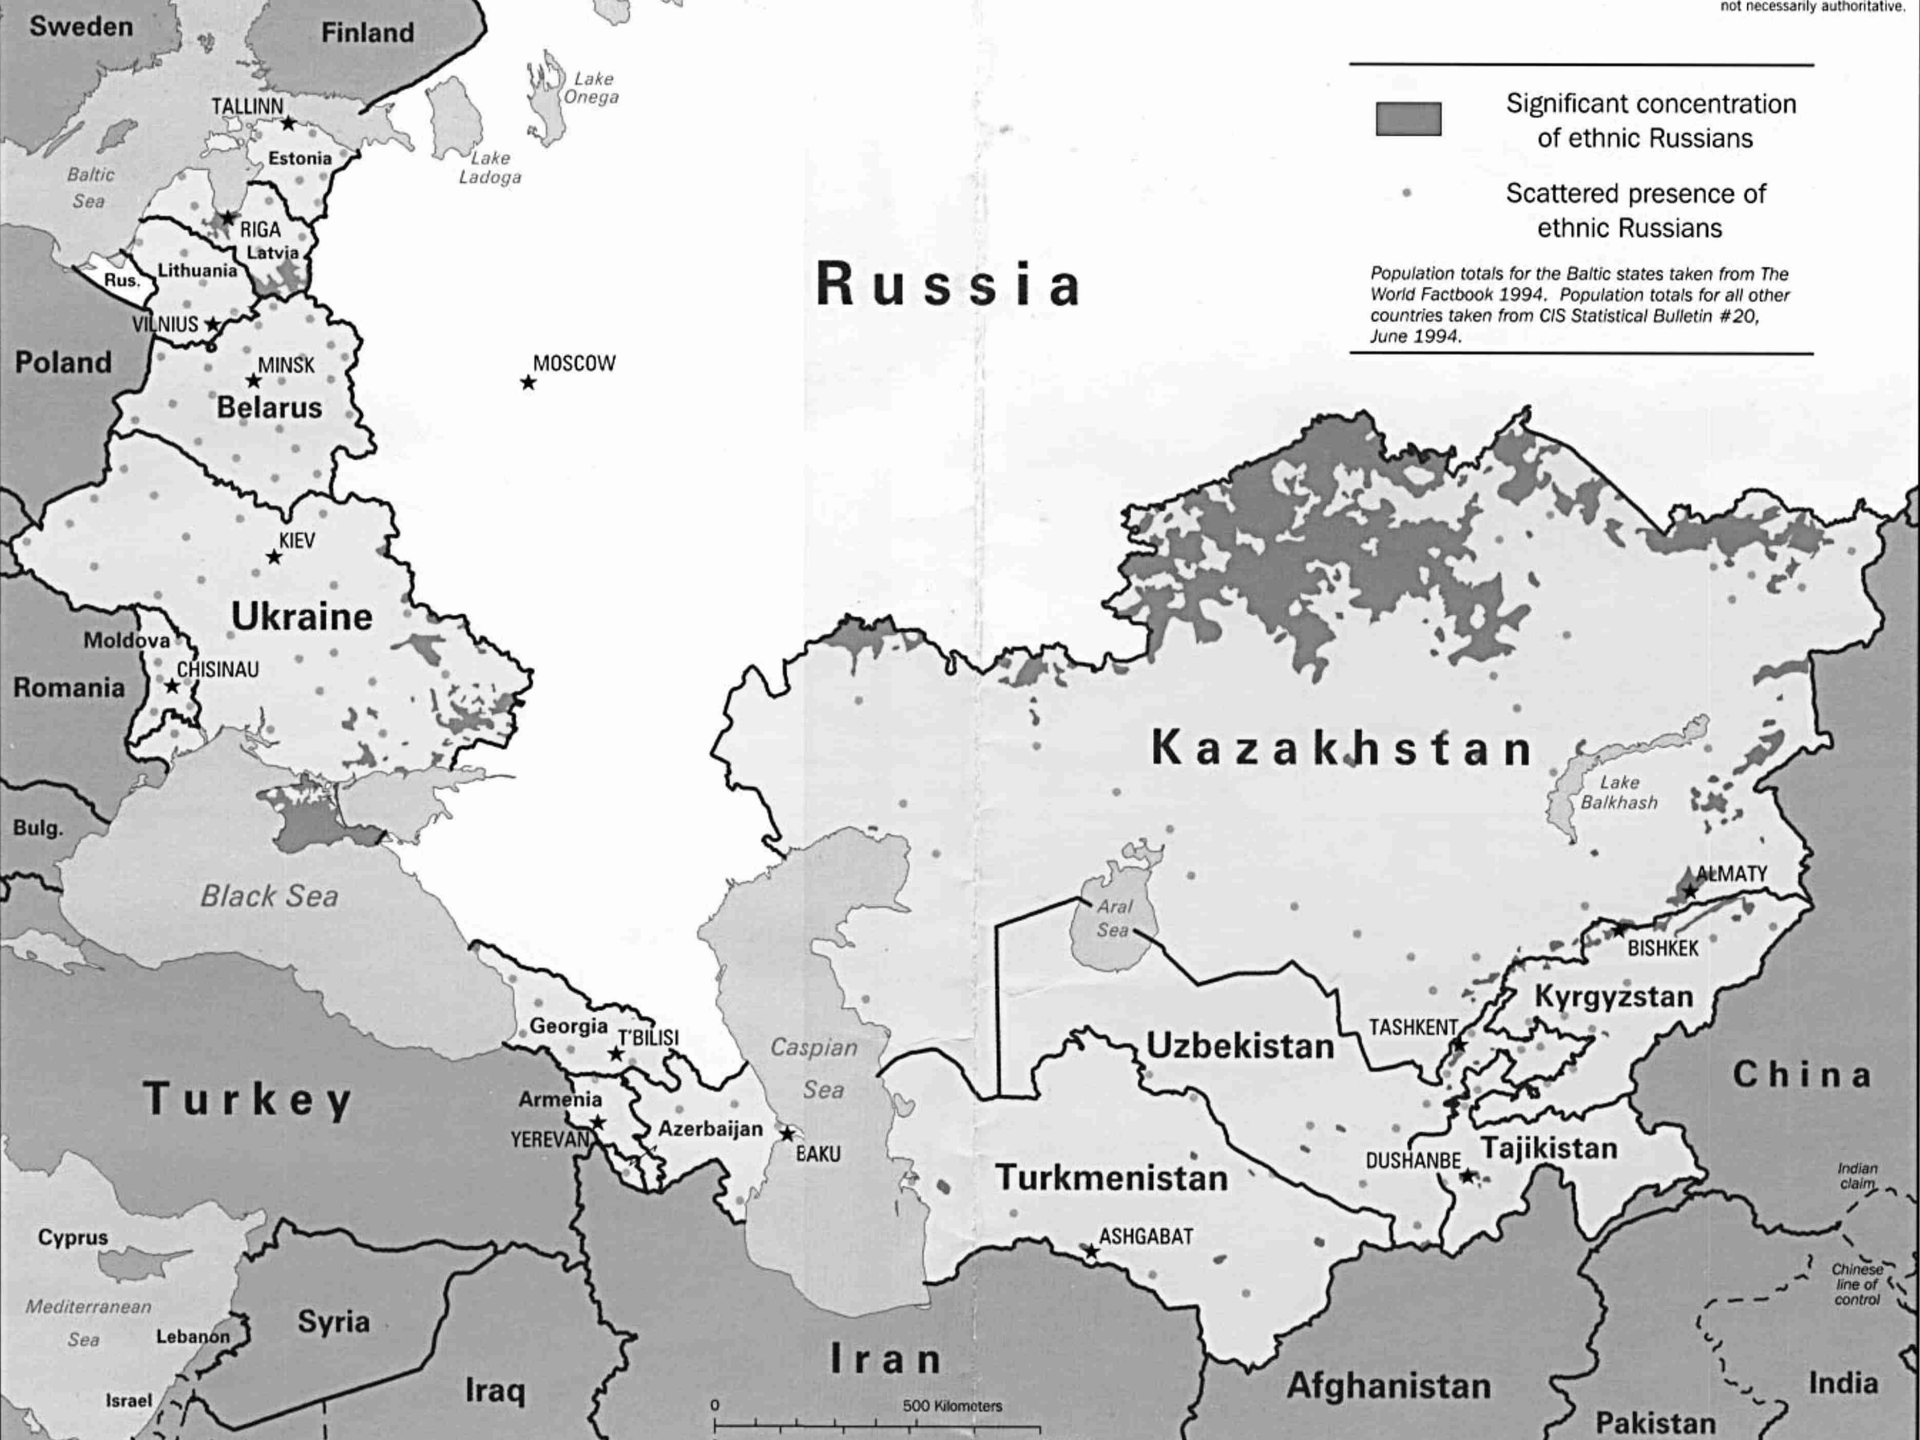 not necessarily authoritative.
Sweden
Finland
Lake
Onega
TALLINN
Estonia
Lake
Ladoga
Baltic
Sea
RIGA
Latvia
Lithuania
Rus.
VILNIUS
Poland
MINSK
Belarus
MOSCOW
Russia
Significant concentration
of ethnic Russians
Scattered presence of
ethnic Russians
Population totals for the Baltic states taken from The
World Factbook 1994. Population totals for all other
countries taken from CIS Statistical Bulletin #20,
June 1994.
KIEV
Ukraine
Moldova
CHISINAU
Romania
Bulg.
Black Sea
Kazakhstan
Lake
Balkhash
ALMATY
Aral
Sea
BISHKEK
Kyrgyzstan
TASHKENT
Uzbekistan
Georgia
T'BILISI
Caspian
Sea
Turkey
Armenia
YEREVAN
Azerbaijan
BAKU
China
Turkmenistan
DUSHANBE
Tajikistan
ASHGABAT
Indian
claim
Chinese
line of
control
Cyprus
Mediterranean
Sea
Lebanon
Syria
Israel
Iraq
Iran
0
500 Kilometers
Afghanistan
Pakistan
India